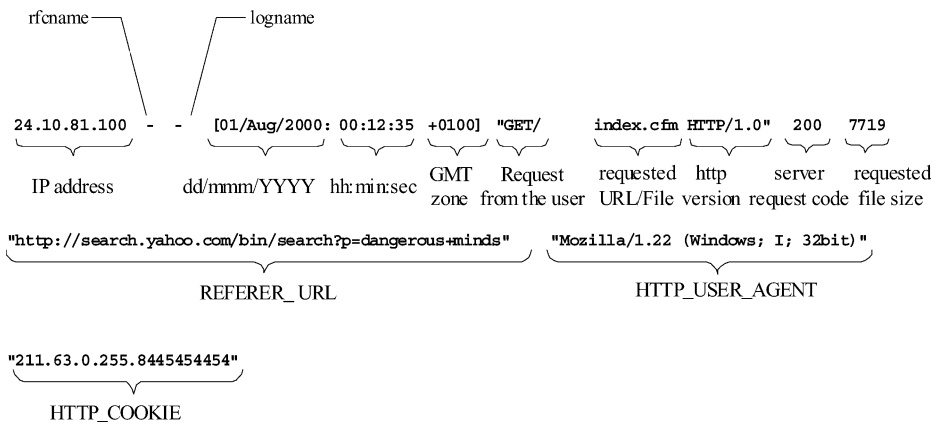 rfcname logname
24.10.81.100 - - [01/Aug/2000: 00:12:35 +0100] "GET/ index.cfm HTTP/1.0" 200 7719
IP address dd/mmm/YYYY hh:min:sec GMT Request requested http server requested
zone from the user URL/File version request code file size
"http://search.yahoo.com/bin/search?p=dangerous+minds" "Mozilla/1.22 (Windows; I; 32bit)"
REFERER_ URL HTTP_USER_AGENT
"211.63.0.255.8445454454"
HTTP_COOKIE